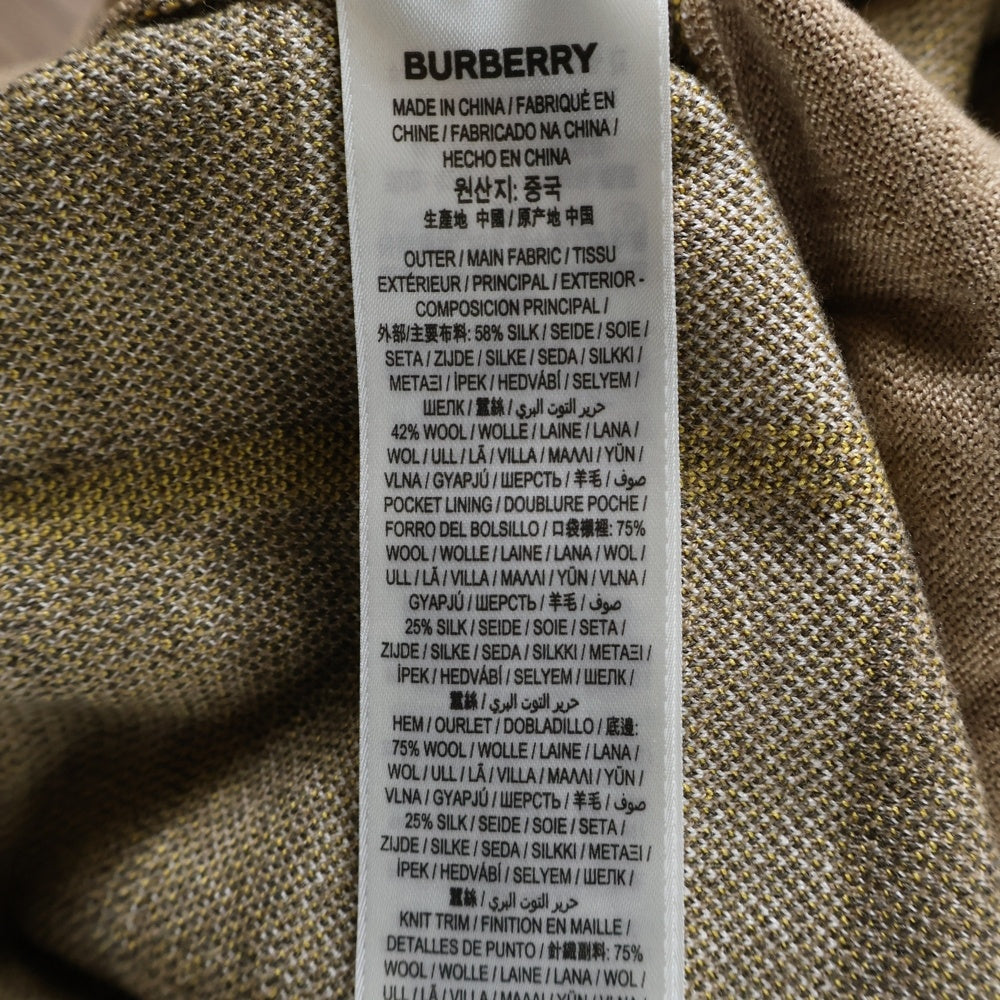 BURBERRY
MADE IN CHINA / FABRIQUÉ EN
CHINE / FABRICADO NA CHINA /
HECHO EN CHINA
원산지: 중국
生產地 中國 / 原产地 中国
OUTER / MAIN FABRIC / TISSU
EXTÉRIEUR / PRINCIPAL / EXTERIOR -
COMPOSICION PRINCIPAL /
外部/主要布料: 58% SILK / SEIDE / SOIE /
SETA / ZIJDE / SILKE / SEDA / SILKKI /
ΜΕΤΑΞΙ / İPEK / HEDVÁBÍ / SELYEM /
ШЕЛК / 蠶絲 / حرير التوت البري /
42% WOOL / WOLLE / LAINE / LANA /
WOL / ULL / LÃ / VILLA / ΜΑΛΛΙ / YÜN /
VLNA / GYAPJÚ / ШЕРСТЬ / 羊毛 / صوف
POCKET LINING / DOUBLURE POCHE /
FORRO DEL BOLSILLO / 口袋襯裡: 75%
WOOL / WOLLE / LAINE / LANA / WOL /
ULL / LÃ / VILLA / ΜΑΛΛΙ / YÜN / VLNA /
GYAPJÚ / ШЕРСТЬ / 羊毛 / صوف
25% SILK / SEIDE / SOIE / SETA /
ZIJDE / SILKE / SEDA / SILKKI / ΜΕΤΑΞΙ /
İPEK / HEDVÁBÍ / SELYEM / ШЕЛК /
蠶絲 / حرير التوت البري
HEM / OURLET / DOBLADILLO / 底邊:
75% WOOL / WOLLE / LAINE / LANA /
WOL / ULL / LÃ / VILLA / ΜΑΛΛΙ / YÜN /
VLNA / GYAPJÚ / ШЕРСТЬ / 羊毛 / صوف
25% SILK / SEIDE / SOIE / SETA /
ZIJDE / SILKE / SEDA / SILKKI / ΜΕΤΑΞΙ /
İPEK / HEDVÁBÍ / SELYEM / ШЕЛК /
蠶絲 / حرير التوت البري
KNIT TRIM / FINITION EN MAILLE /
DETALLES DE PUNTO / 針織副料: 75%
WOOL / WOLLE / LAINE / LANA / WOL /
ULL / LÃ / VILLA / ΜΑΛΛΙ / YÜN / VLNA /